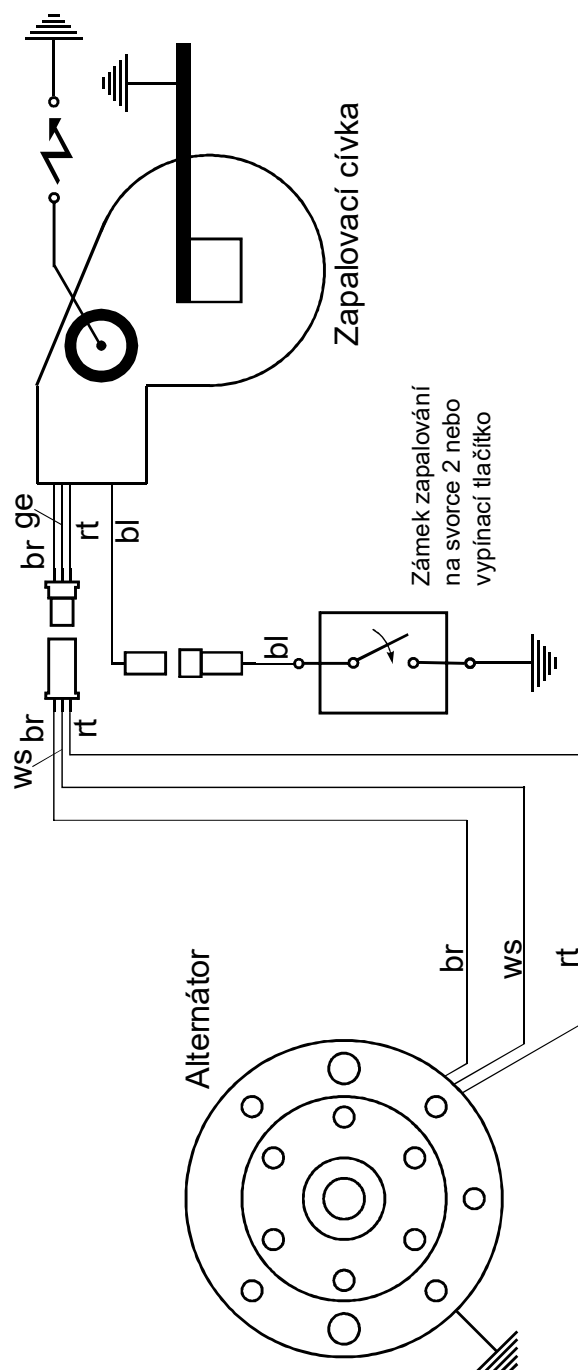 Zapalovací cívka
br
ge
rt
bl
Zámek zapalování
na svorce 2 nebo
vypínací tlačítko
bl
ws
br
rt
Alternátor
br
ws
rt